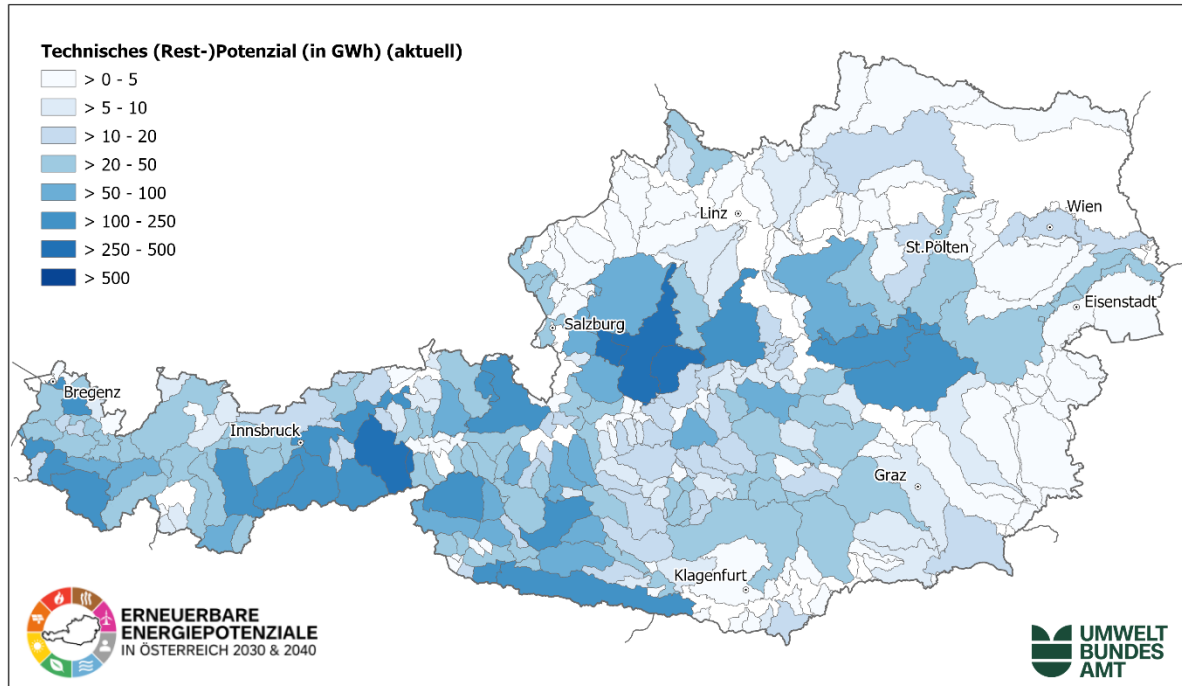 Technisches (Rest-)Potenzial (in GWh) (aktuell)
> 0 - 5
> 5 - 10
> 10 - 20
> 20 - 50
> 50 - 100
> 100 - 250
> 250 - 500
> 500
Linz
Wien
St.Pölten
Eisenstadt
Salzburg
Bregenz
Innsbruck
Graz
Klagenfurt
ERNEUERBARE
ENERGIEPOTENZIALE
IN ÖSTERREICH 2030 & 2040
UMWELT
BUNDES
AMT